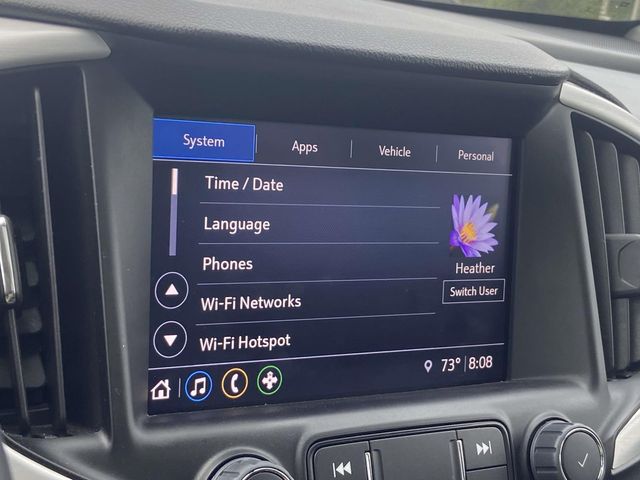 System Apps Vehicle Personal
Time / Date
Language
Phones
Heather
Switch User
Wi-Fi Networks
Wi-Fi Hotspot
73° 8:08